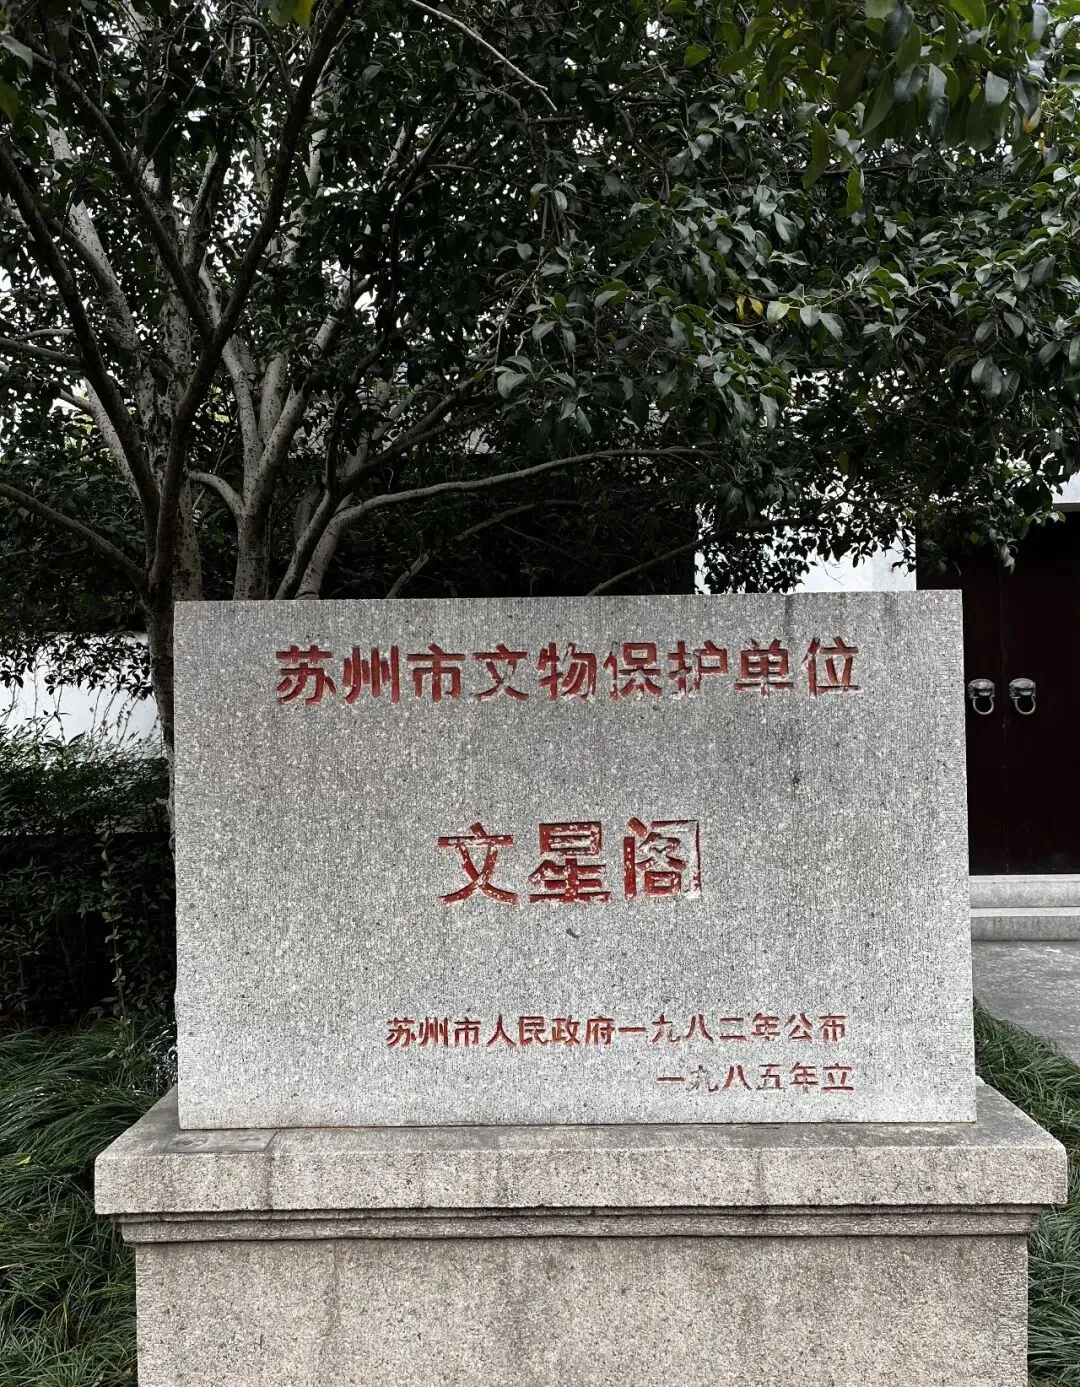 苏州市文物保护单位
文星阁
苏州市人民政府一九八二年公布
一九八五年立